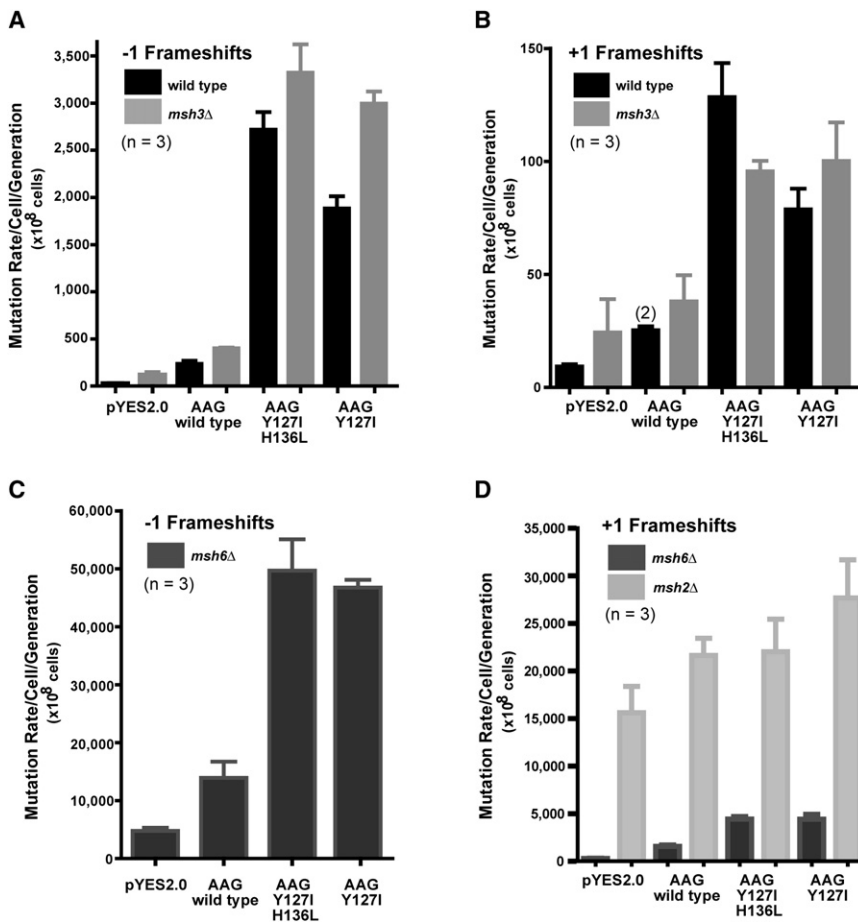 A
-1 Frameshifts
wild type
msh3Δ
(n = 3)
Mutation Rate/Cell/Generation
(x10⁸ cells)
3,500
3,000
2,500
2,000
1,500
1,000
500
0
pYES2.0
AAG
wild type
AAG
Y127I
H136L
AAG
Y127I
B
+1 Frameshifts
wild type
msh3Δ
(n = 3)
Mutation Rate/Cell/Generation
(x10⁸ cells)
150
100
50
0
(2)
pYES2.0
AAG
wild type
AAG
Y127I
H136L
AAG
Y127I
C
-1 Frameshifts
msh6Δ
(n = 3)
Mutation Rate/Cell/Generation
(x10⁸ cells)
60,000
50,000
40,000
30,000
20,000
10,000
0
pYES2.0
AAG
wild type
AAG
Y127I
H136L
AAG
Y127I
D
+1 Frameshifts
msh6Δ
msh2Δ
(n = 3)
Mutation Rate/Cell/Generation
(x10⁸ cells)
35,000
30,000
25,000
20,000
15,000
10,000
5,000
0
pYES2.0
AAG
wild type
AAG
Y127I
H136L
AAG
Y127I